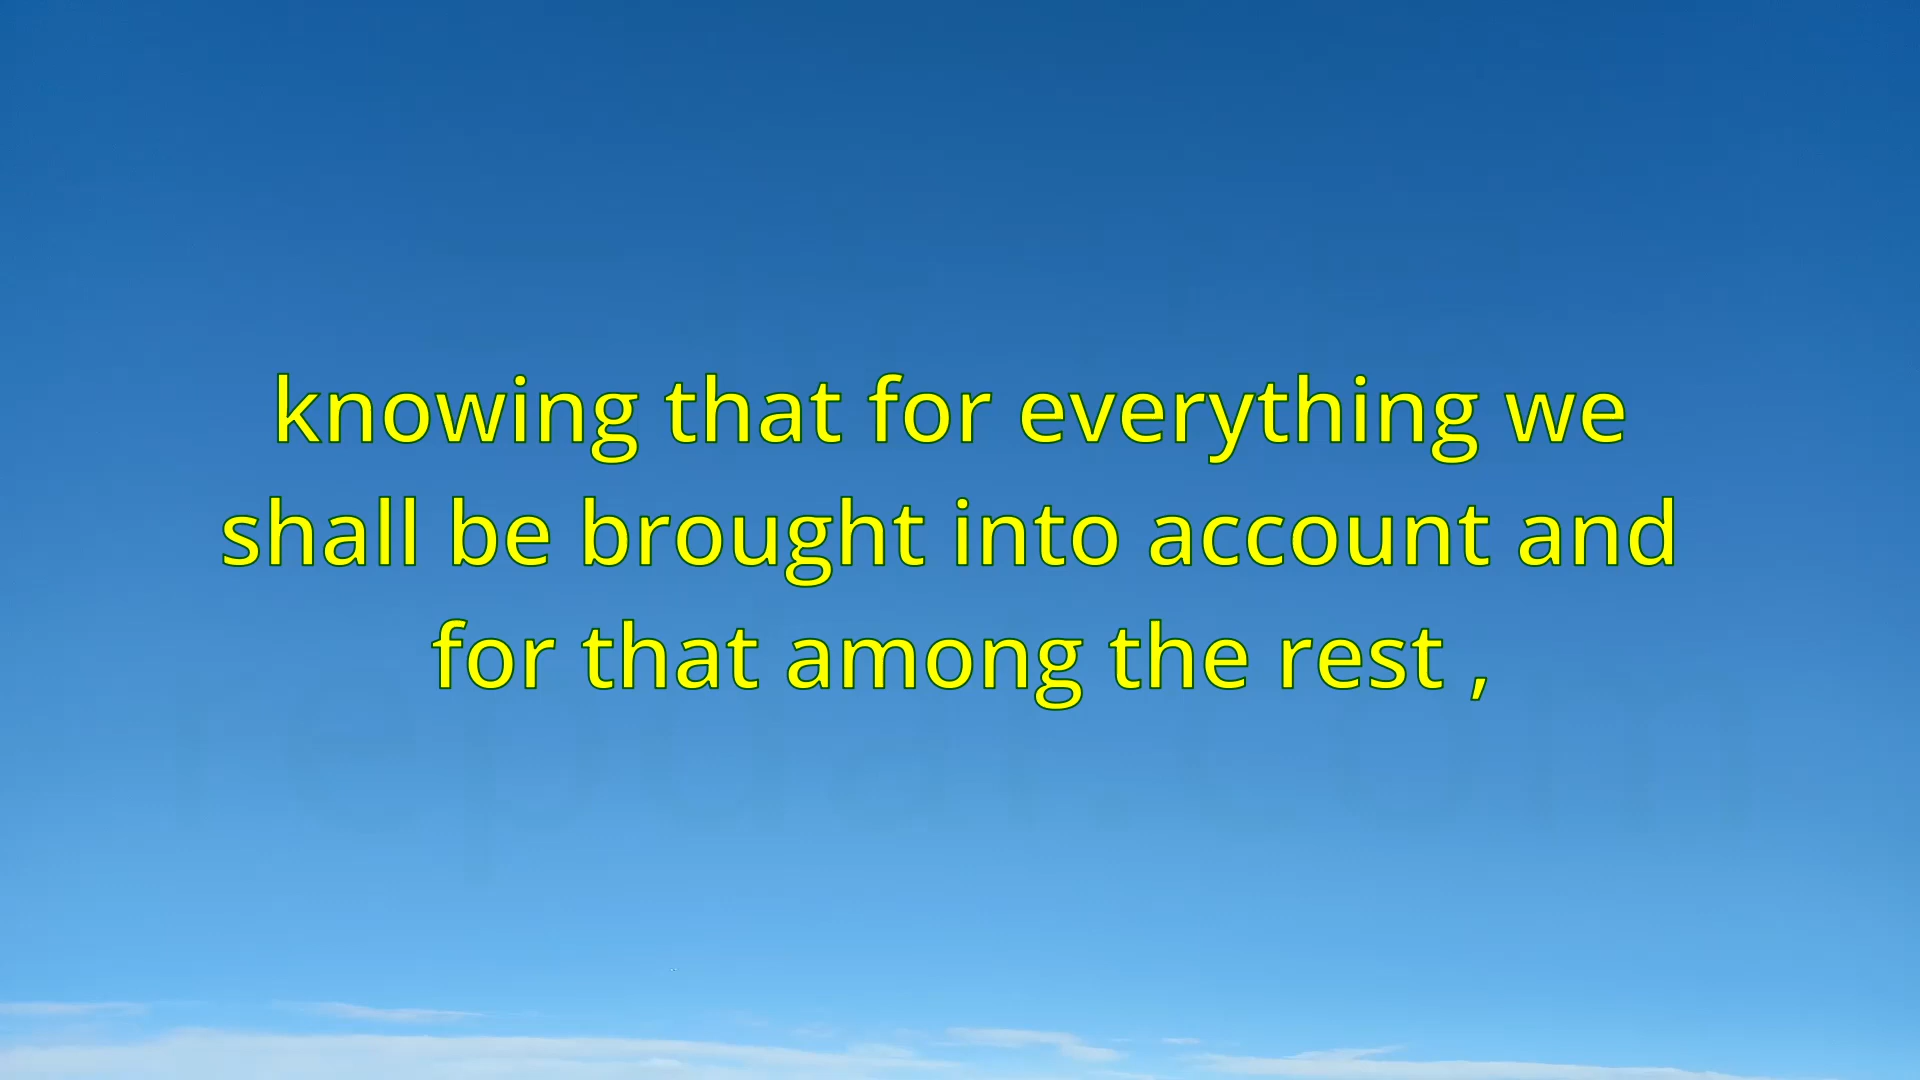 knowing that for everything we
shall be brought into account and
for that among the rest ,